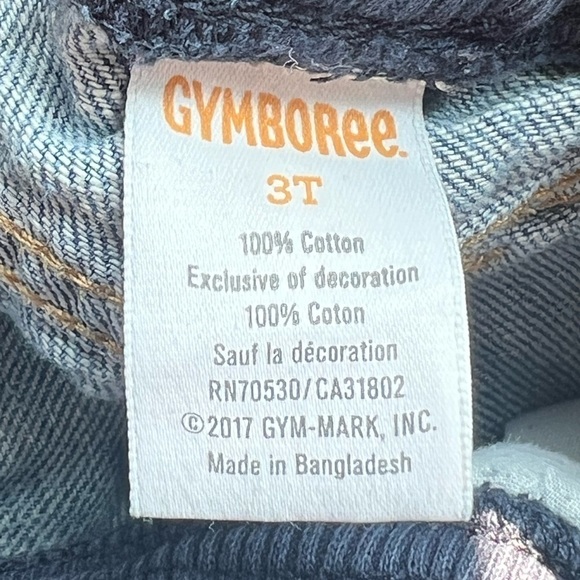 GYMBOREE.
3T
100% Cotton
Exclusive of decoration
100% Coton
Sauf la décoration
RN70530/CA31802
©2017 GYM-MARK, INC.
Made in Bangladesh